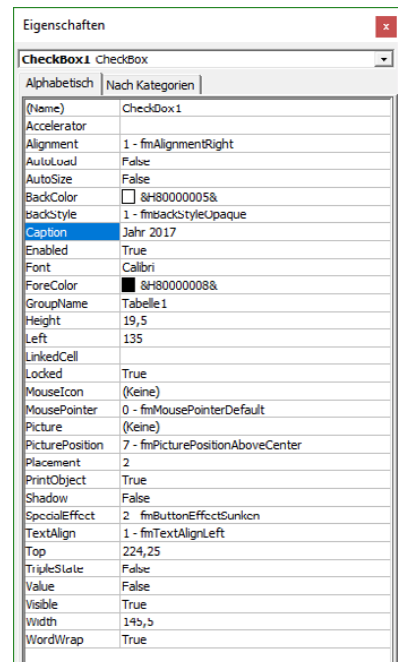 Eigenschaften
x
CheckBox1 CheckBox
Alphabetisch Nach Kategorien
(Name) CheckBox1
Accelerator
Alignment 1 - fmAlignmentRight
AutoLoad False
AutoSize False
BackColor &H80000005&
BackStyle 1 - fmBackStyleOpaque
Caption Jahr 2017
Enabled True
Font Calibri
ForeColor &H80000008&
GroupName Tabelle1
Height 19,5
Left 135
LinkedCell
Locked True
MouseIcon (Keine)
MousePointer 0 - fmMousePointerDefault
Picture (Keine)
PicturePosition 7 - fmPicturePositionAboveCenter
Placement 2
PrintObject True
Shadow False
SpecialEffect 2 - fmButtonEffectSunken
TextAlign 1 - fmTextAlignLeft
Top 224,25
TripleState False
Value False
Visible True
Width 145,5
WordWrap True